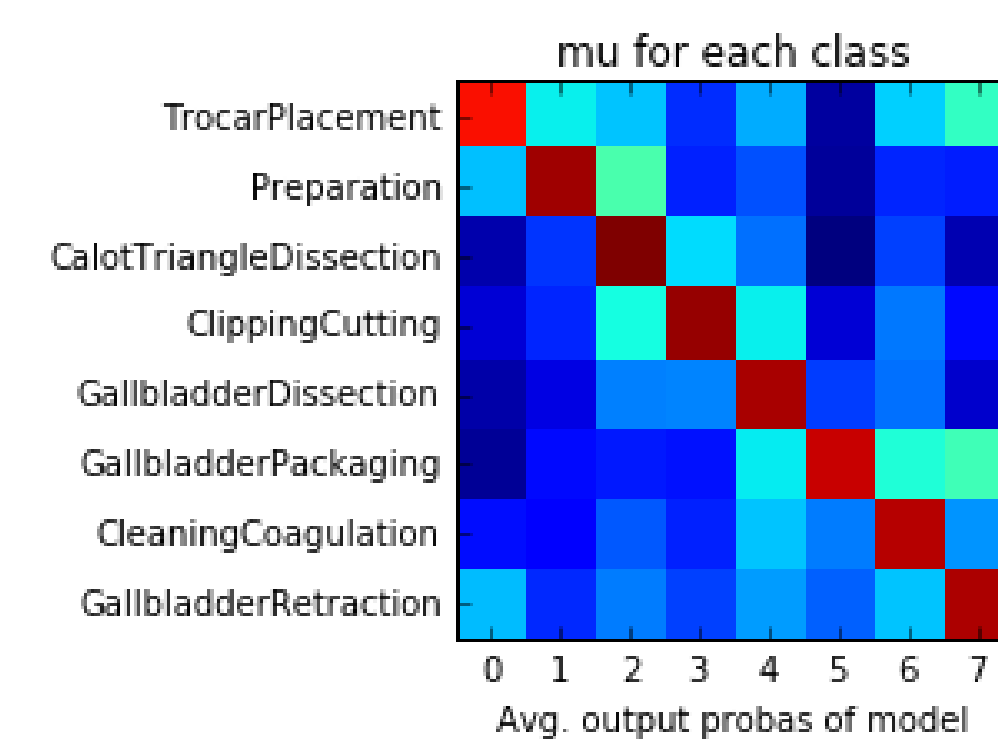 mu for each class
TrocarPlacement
Preparation
CalotTriangleDissection
ClippingCutting
GallbladderDissection
GallbladderPackaging
CleaningCoagulation
GallbladderRetraction
0 1 2 3 4 5 6 7
Avg. output probas of model